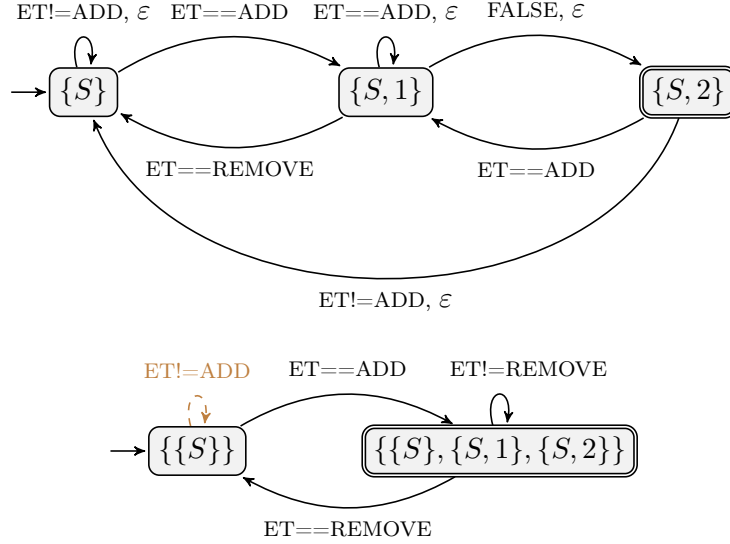 ET!=ADD, ε ET==ADD ET==ADD, ε FALSE, ε
{S} {S, 1} {S, 2}
ET==REMOVE ET==ADD
ET!=ADD, ε
ET!=ADD ET==ADD ET!=REMOVE
{{S}} {{S}, {S, 1}, {S, 2}}
ET==REMOVE